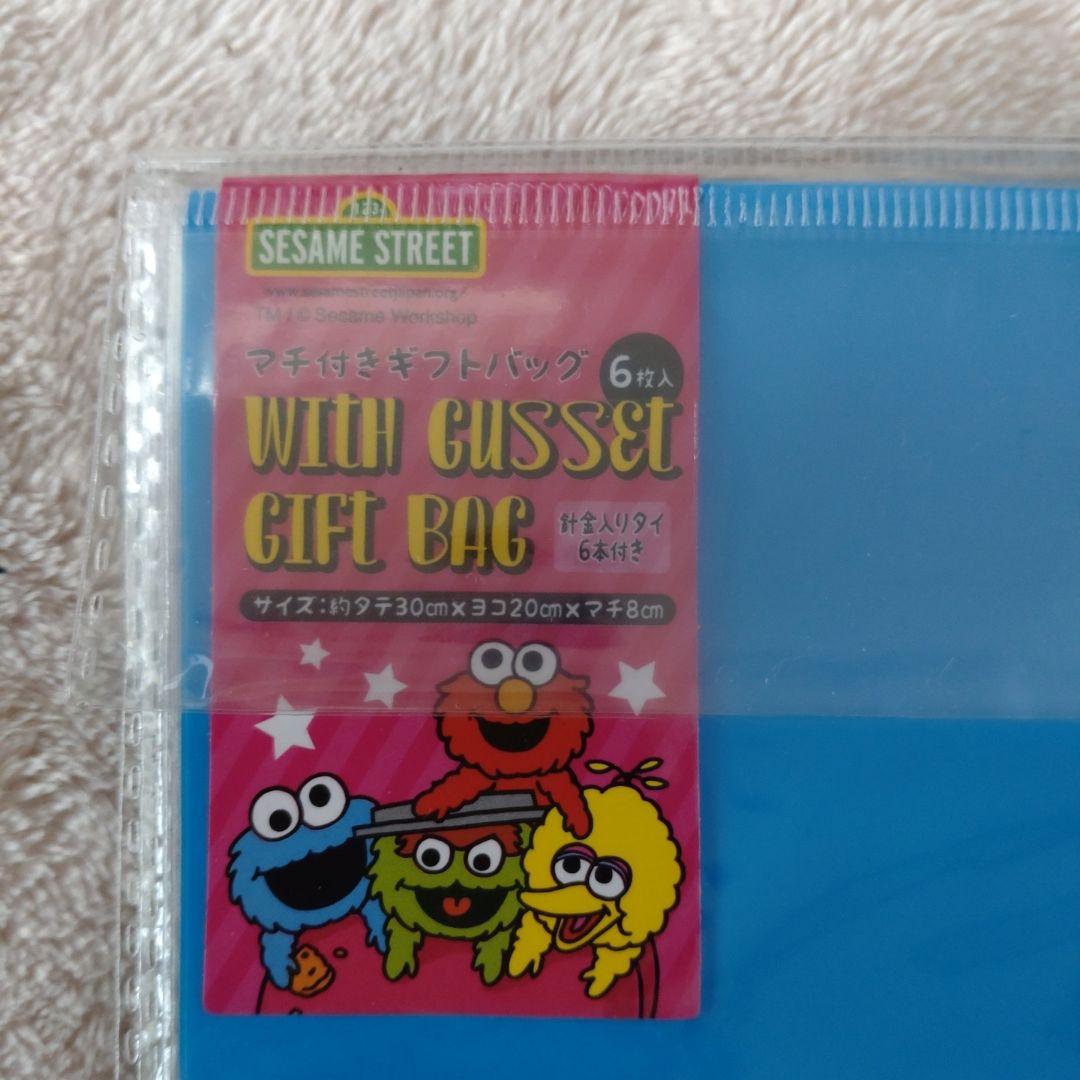 123
SESAME STREET
www.sesamestreetjapan.org/
TM / © Sesame Workshop
マチ付きギフトバッグ
6枚入
WITH GUSSET
GIFT BAG
針金入りタイ
6本付き
サイズ:約タテ30cm×ヨコ20cm×マチ8cm